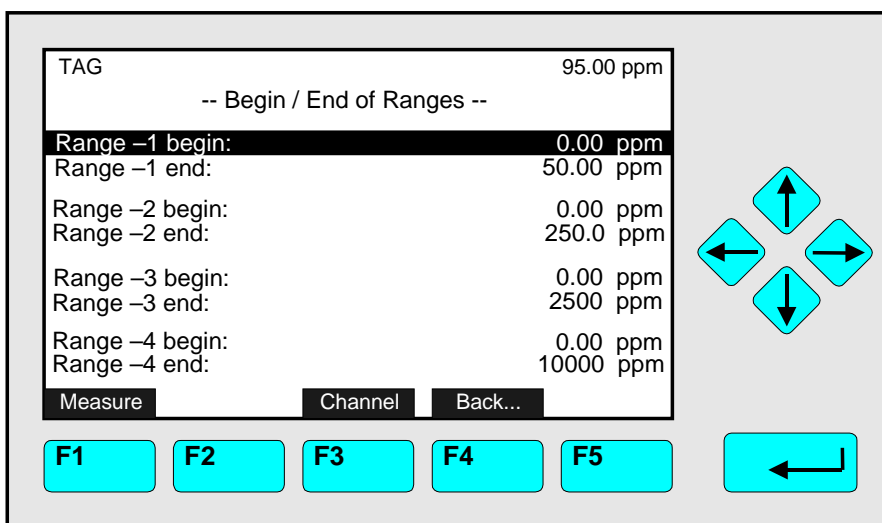 TAG 95.00 ppm
-- Begin / End of Ranges --
Range –1 begin: 0.00 ppm
Range –1 end: 50.00 ppm
Range –2 begin: 0.00 ppm
Range –2 end: 250.0 ppm
Range –3 begin: 0.00 ppm
Range –3 end: 2500 ppm
Range –4 begin: 0.00 ppm
Range –4 end: 10000 ppm
Measure Channel Back...
F1 F2 F3 F4 F5